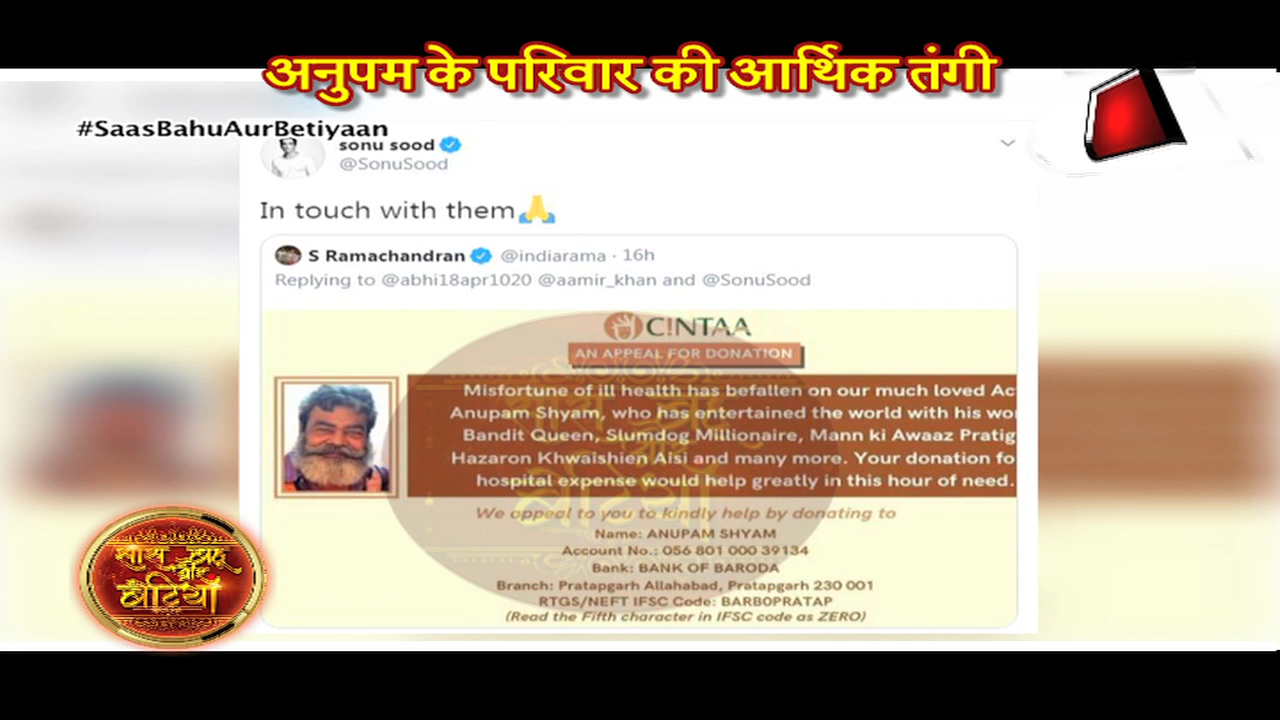 अनुपम के परिवार की आर्थिक तंगी
#SaasBahuAurBetiyaan
sonu sood
@SonuSood
In touch with them🙏
S Ramachandran @indiarama · 16h
Replying to @abhi18apr1020 @aamir_khan and @SonuSood
C!NTAA
AN APPEAL FOR DONATION
Misfortune of ill health has befallen on our much loved Ac
Anupam Shyam, who has entertained the world with his wo
Bandit Queen, Slumdog Millionaire, Mann ki Awaaz Pratig
Hazaron Khwaishien Aisi and many more. Your donation fo
hospital expense would help greatly in this hour of need.
We appeal to you to kindly help by donating to
Name: ANUPAM SHYAM
Account No.: 056 801 000 39134
Bank: BANK OF BARODA
Branch: Pratapgarh Allahabad, Pratapgarh 230 001
RTGS/NEFT IFSC Code: BARB0PRATAP
(Read the Fifth character in IFSC code as ZERO)
सास बहू
और
बेटियां